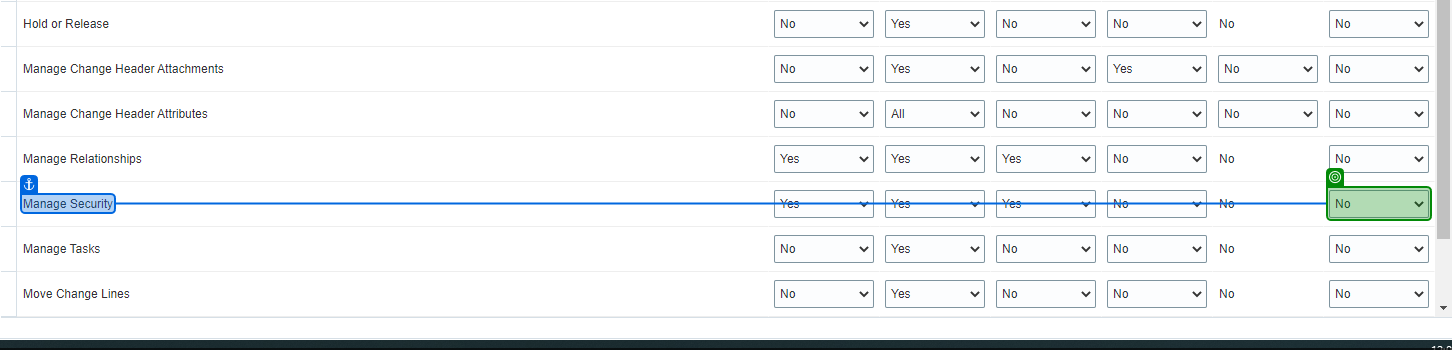 Hold or Release No Yes No No No No
Manage Change Header Attachments No Yes No Yes No No
Manage Change Header Attributes No All No No No No
Manage Relationships Yes Yes Yes No No No
Manage Security Yes Yes Yes No No No
Manage Tasks No Yes No No No No
Move Change Lines No Yes No No No No